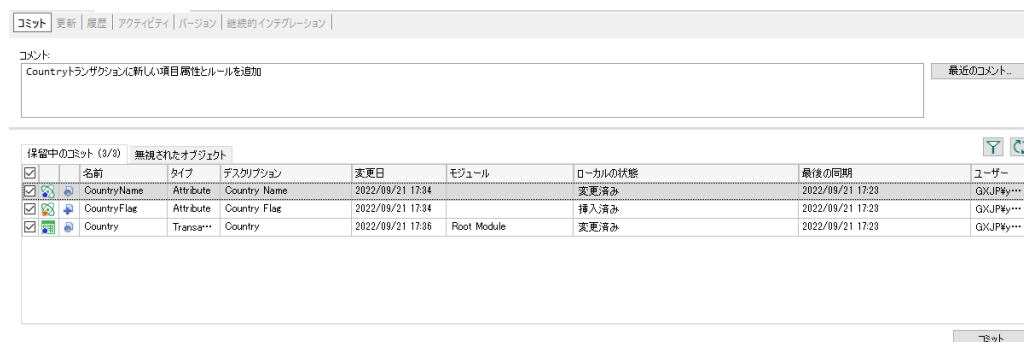 コミット 更新 履歴 アクティビティ バージョン 継続的インテグレーション
コメント:
Countryトランザクションに新しい項目属性とルールを追加
最近のコメント...
保留中のコミット (3/3) 無視されたオブジェクト
名前 タイプ デスクリプション 変更日 モジュール ローカルの状態 最後の同期 ユーザー
CountryName Attribute Country Name 2022/09/21 17:34 変更済み 2022/09/21 17:23 GXJP¥y…
CountryFlag Attribute Country Flag 2022/09/21 17:34 挿入済み 2022/09/21 17:23 GXJP¥y…
Country Transa… Country 2022/09/21 17:36 Root Module 変更済み 2022/09/21 17:23 GXJP¥y…
コミット